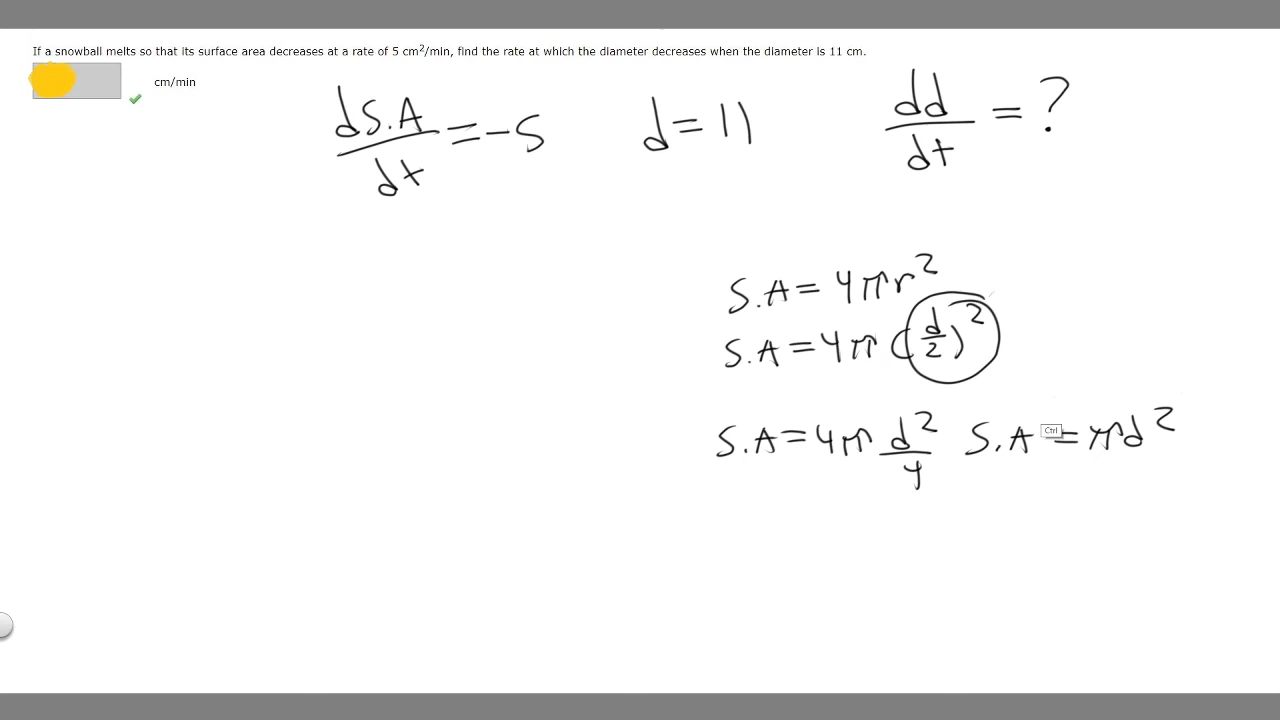 If a snowball melts so that its surface area decreases at a rate of 5 cm²/min, find the rate at which the diameter decreases when the diameter is 11 cm.
cm/min
dS.A/dt = -5 d = 11 dd/dt = ?
S.A = 4πr²
S.A = 4π(d/2)²
S.A = 4π d²/4 S.A = πd²
Ctrl